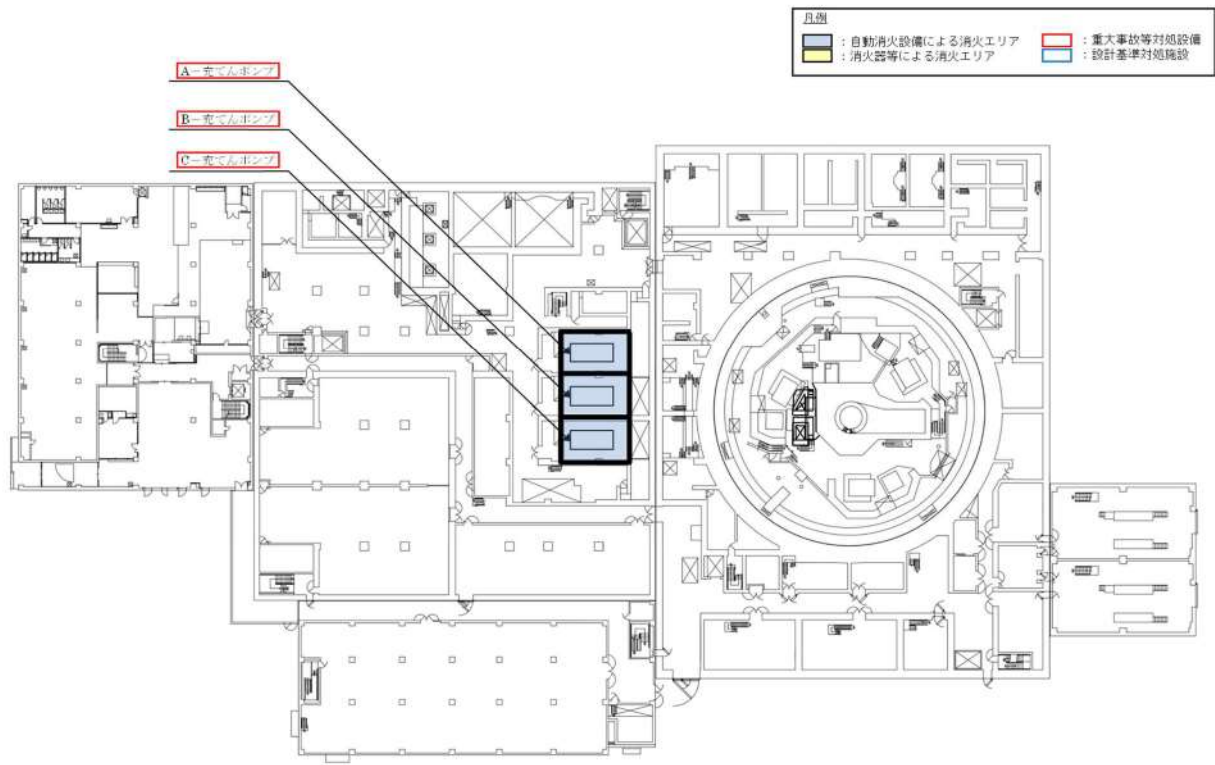 凡例
：自動消火設備による消火エリア
：消火器等による消火エリア
：重大事故等対処設備
：設計基準対処施設
A－充てんポンプ
B－充てんポンプ
C－充てんポンプ